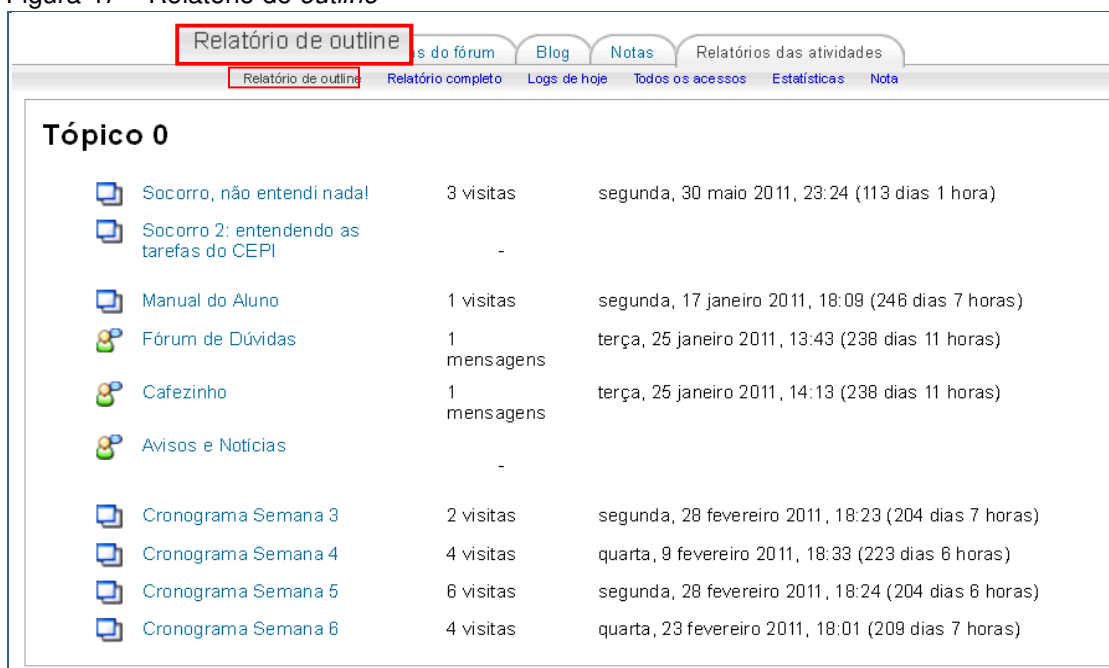 Figura 47 – Relatório de outline
Relatório de outline s do fórum Blog Notas Relatórios das atividades
Relatório de outline Relatório completo Logs de hoje Todos os acessos Estatísticas Nota
Tópico 0
Socorro, não entendi nada! 3 visitas segunda, 30 maio 2011, 23:24 (113 dias 1 hora)
Socorro 2: entendendo as
tarefas do CEPI -
Manual do Aluno 1 visitas segunda, 17 janeiro 2011, 18:09 (246 dias 7 horas)
Fórum de Dúvidas 1 terça, 25 janeiro 2011, 13:43 (238 dias 11 horas)
mensagens
Cafezinho 1 terça, 25 janeiro 2011, 14:13 (238 dias 11 horas)
mensagens
Avisos e Notícias
-
Cronograma Semana 3 2 visitas segunda, 28 fevereiro 2011, 18:23 (204 dias 7 horas)
Cronograma Semana 4 4 visitas quarta, 9 fevereiro 2011, 18:33 (223 dias 6 horas)
Cronograma Semana 5 6 visitas segunda, 28 fevereiro 2011, 18:24 (204 dias 6 horas)
Cronograma Semana 6 4 visitas quarta, 23 fevereiro 2011, 18:01 (209 dias 7 horas)